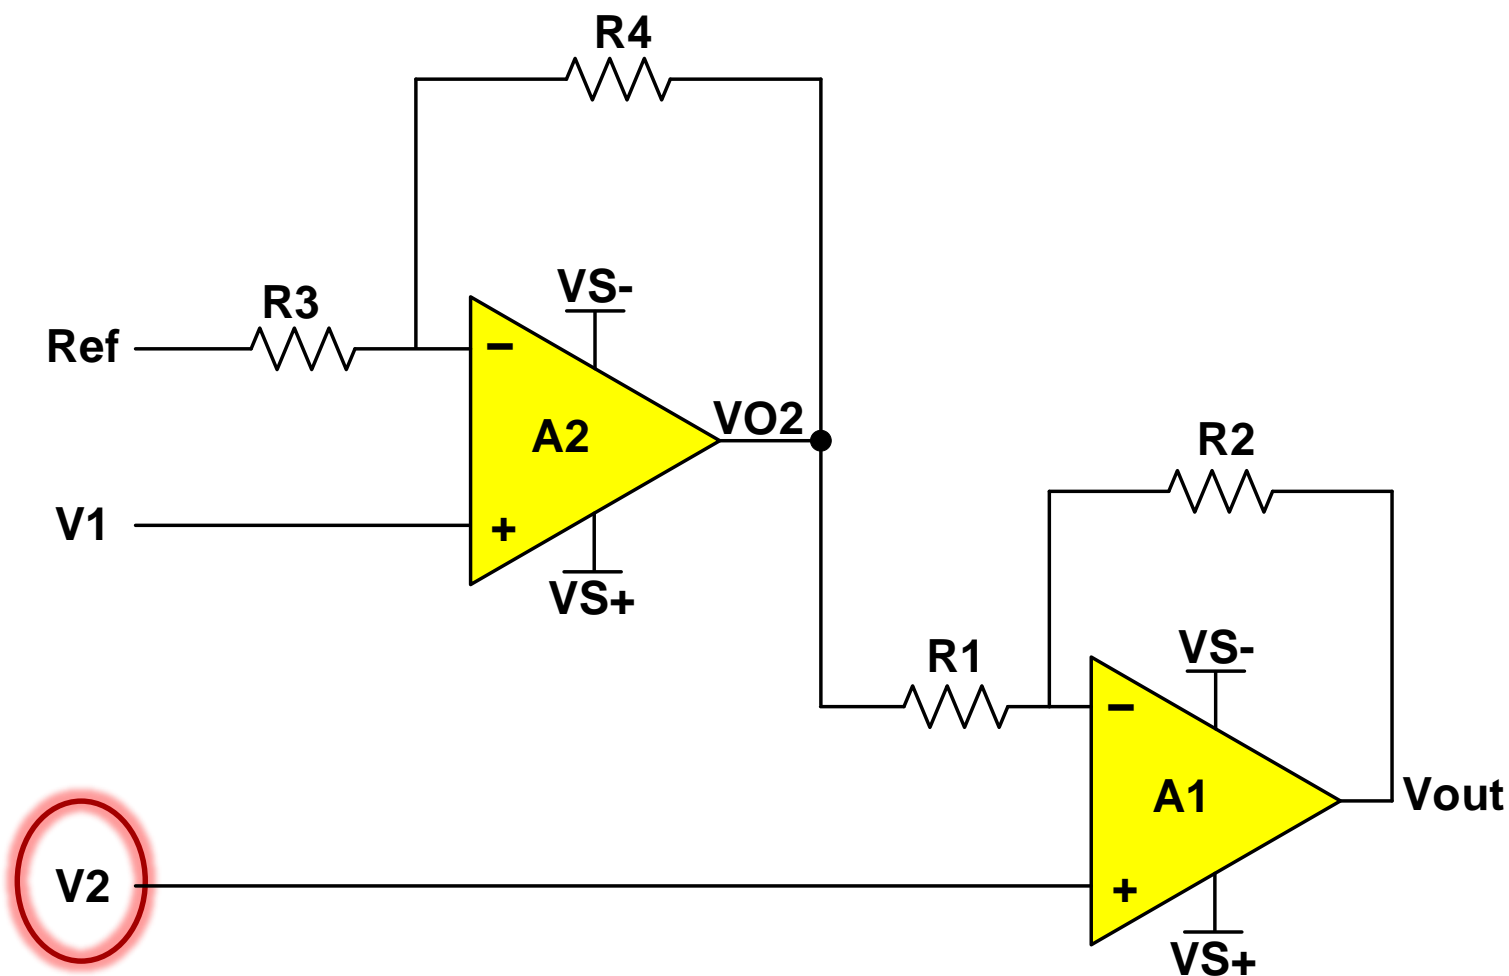 R4
VS-
R3
Ref
−
VO2
A2
R2
V1
+
VS+
R1
VS-
−
A1
Vout
V2
+
VS+